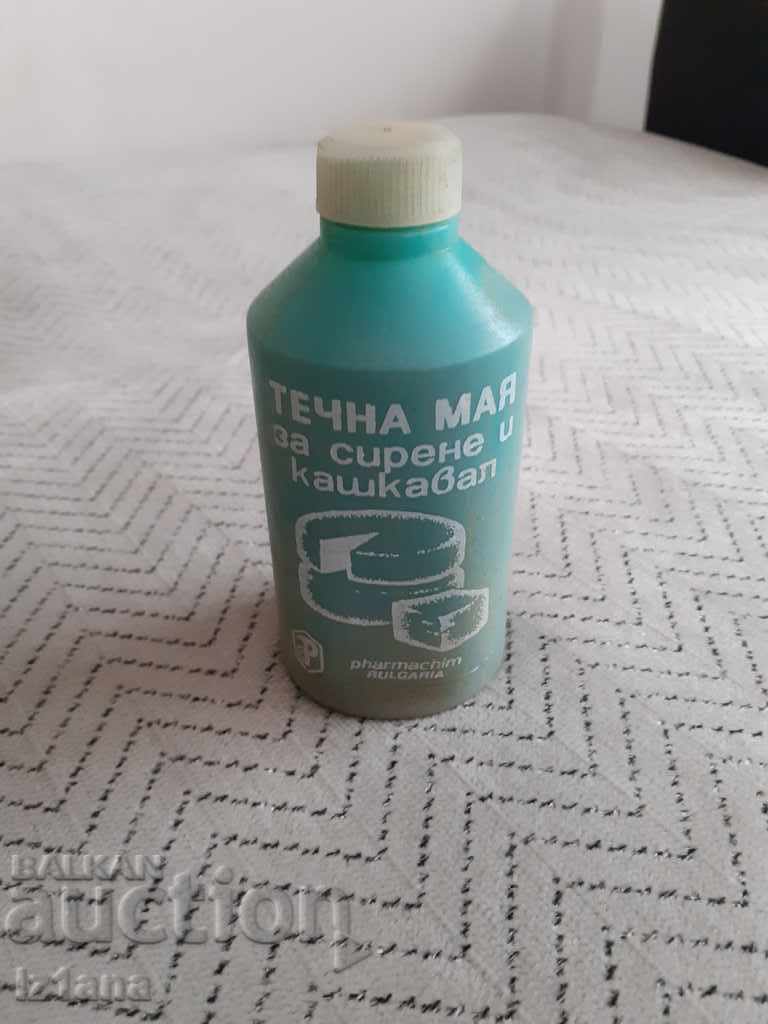 ТЕЧНА МАЯ
за сирене и
кашкавал
P
pharmachim
BULGARIA
BALKAN
auction
iz1ana